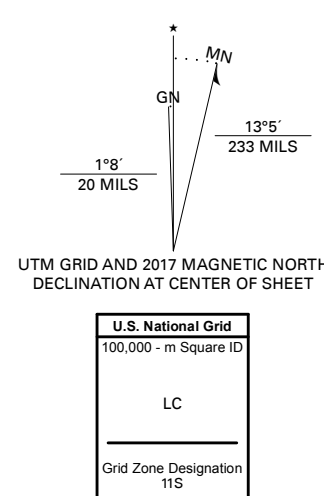 MN
GN
13°5´
233 MILS
1°8´
20 MILS
UTM GRID AND 2017 MAGNETIC NORTH
DECLINATION AT CENTER OF SHEET
U.S. National Grid
100,000 - m Square ID
LC
Grid Zone Designation
11S